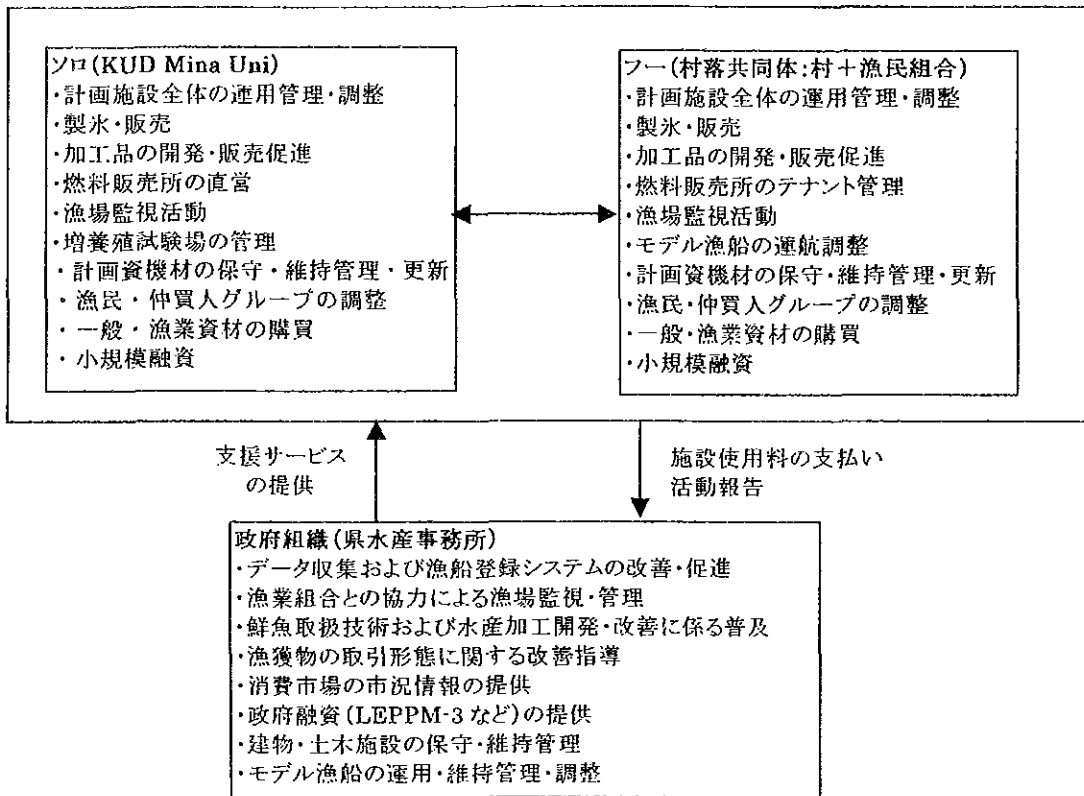 ソロ(KUD Mina Uni)
・計画施設全体の運用管理・調整
・製氷・販売
・加工品の開発・販売促進
・燃料販売所の直営
・漁場監視活動
・増養殖試験場の管理
・計画資機材の保守・維持管理・更新
・漁民・仲買人グループの調整
・一般・漁業資材の購買
・小規模融資
フー(村落共同体:村+漁民組合)
・計画施設全体の運用管理・調整
・製氷・販売
・加工品の開発・販売促進
・燃料販売所のテナント管理
・漁場監視活動
・モデル漁船の運航調整
・計画資機材の保守・維持管理・更新
・漁民・仲買人グループの調整
・一般・漁業資材の購買
・小規模融資
支援サービス
の提供
施設使用料の支払い
活動報告
政府組織(県水産事務所)
・データ収集および漁船登録システムの改善・促進
・漁業組合との協力による漁場監視・管理
・鮮魚取扱技術および水産加工開発・改善に係る普及
・漁獲物の取引形態に関する改善指導
・消費市場の市況情報の提供
・政府融資(LEPPM-3 など)の提供
・建物・土木施設の保守・維持管理
・モデル漁船の運用・維持管理・調整